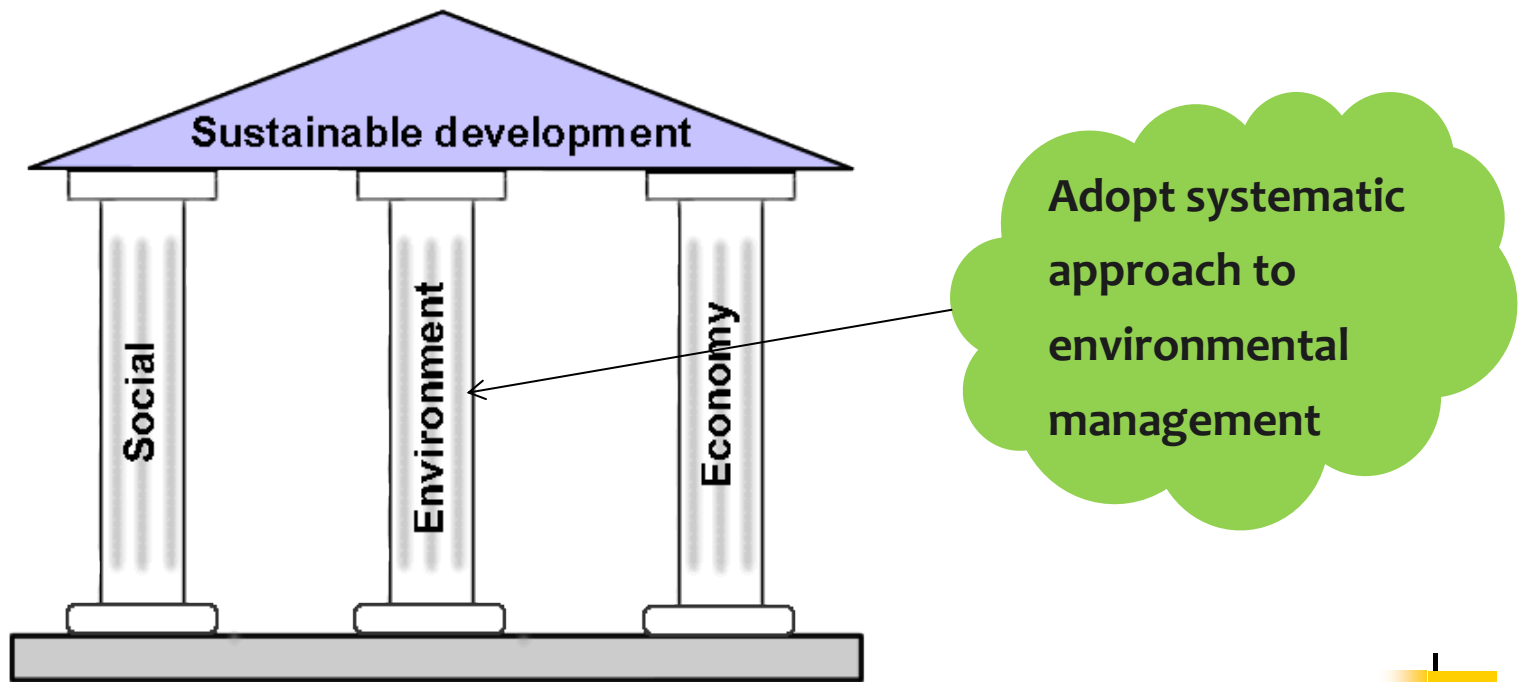 Sustainable development
Social
Environment
Economy
Adopt systematic
approach to
environmental
management